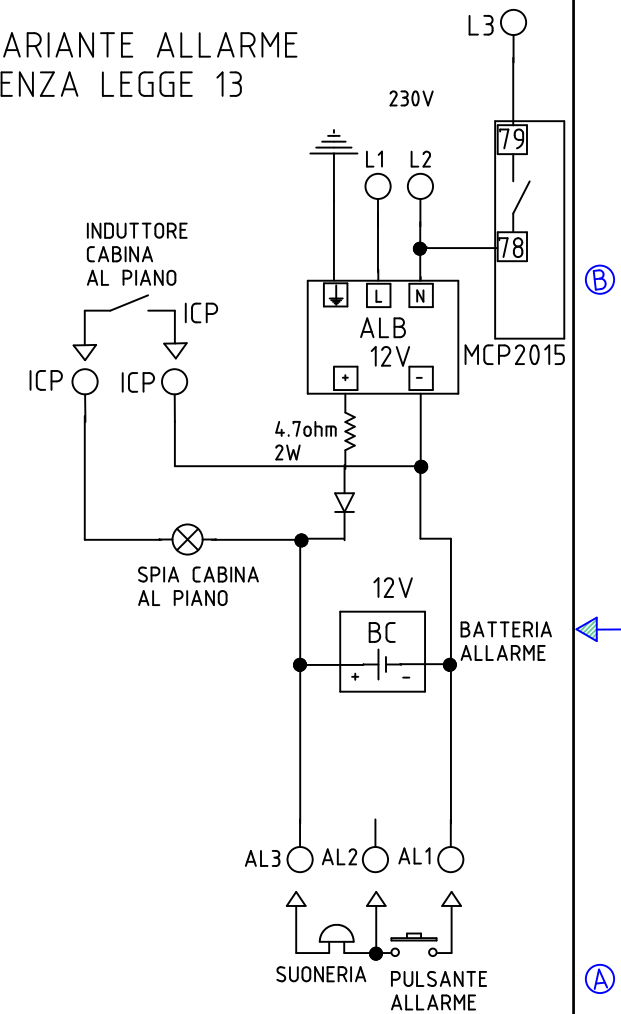 L3
ARIANTE ALLARME
ENZA LEGGE 13
230V
79
L1
L2
INDUTTORE
CABINA
AL PIANO
78
B
L
N
ICP
ALB
12V
MCP2015
ICP
ICP
+
-
4.7ohm
2W
SPIA CABINA
AL PIANO
12V
BC
+
-
BATTERIA
ALLARME
AL3
AL2
AL1
SUONERIA
PULSANTE
ALLARME
A